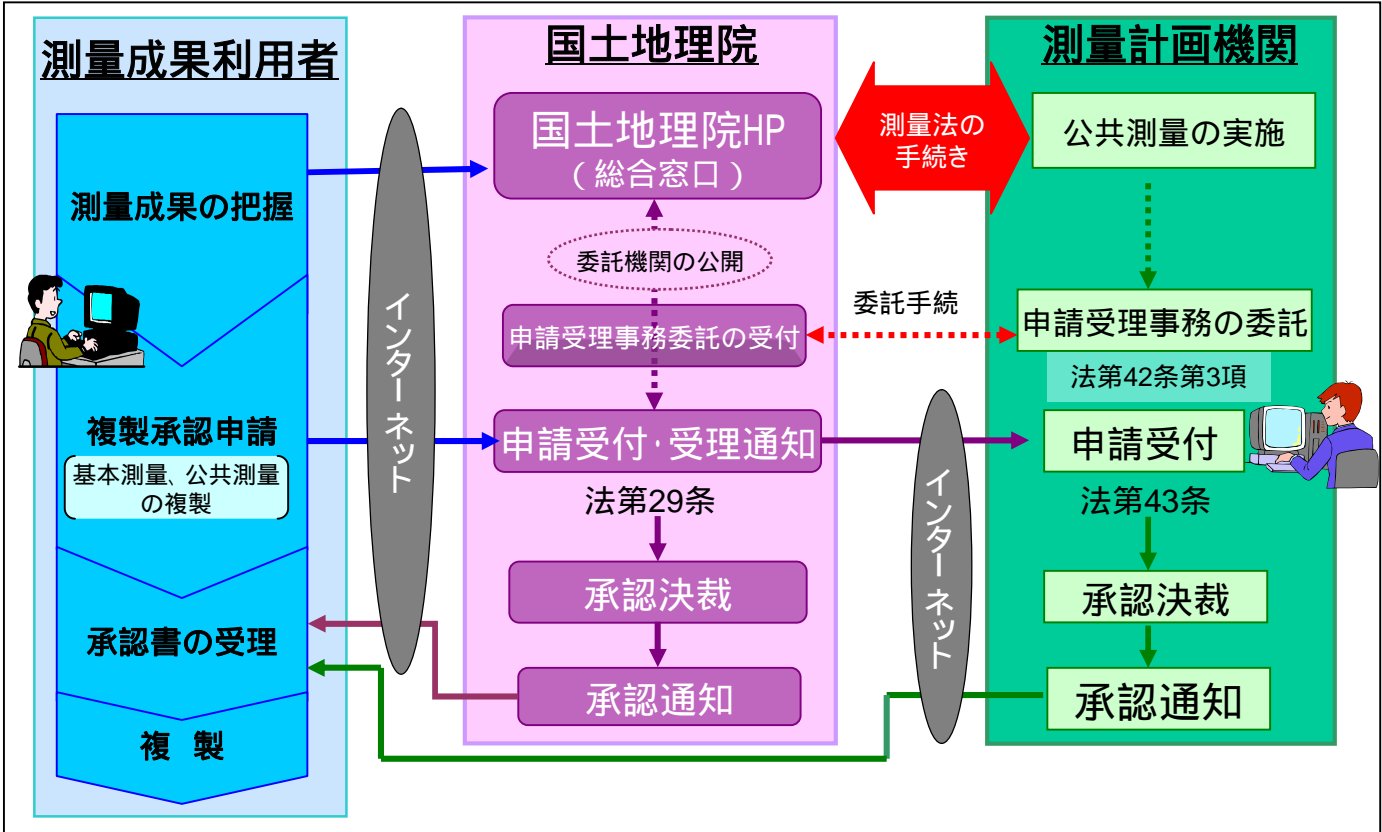 測量成果利用者
測量成果の把握
複製承認申請
基本測量、公共測量
の複製
承認書の受理
複 製
インターネット
国土地理院
国土地理院HP
(総合窓口)
委託機関の公開
申請受理事務委託の受付
申請受付・受理通知
法第29条
承認決裁
承認通知
測量法の
手続き
委託手続
インターネット
測量計画機関
公共測量の実施
申請受理事務の委託
法第42条第3項
申請受付
法第43条
承認決裁
承認通知